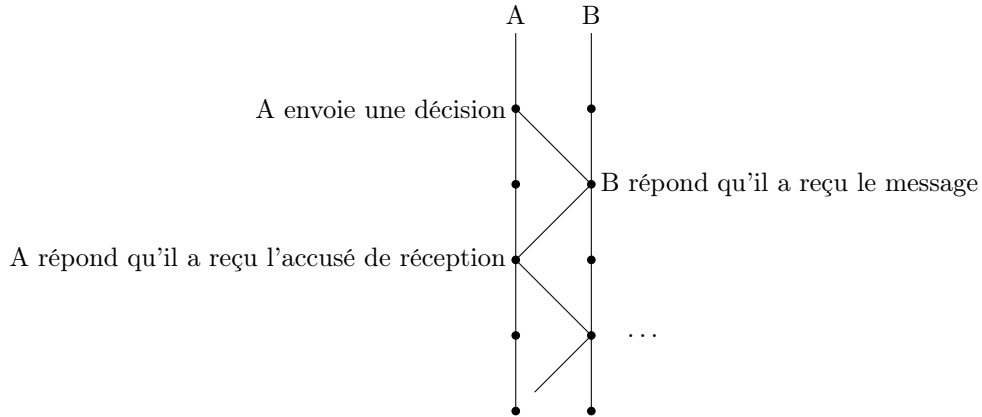 A B
A envoie une décision
B répond qu'il a reçu le message
A répond qu'il a reçu l'accusé de réception
...